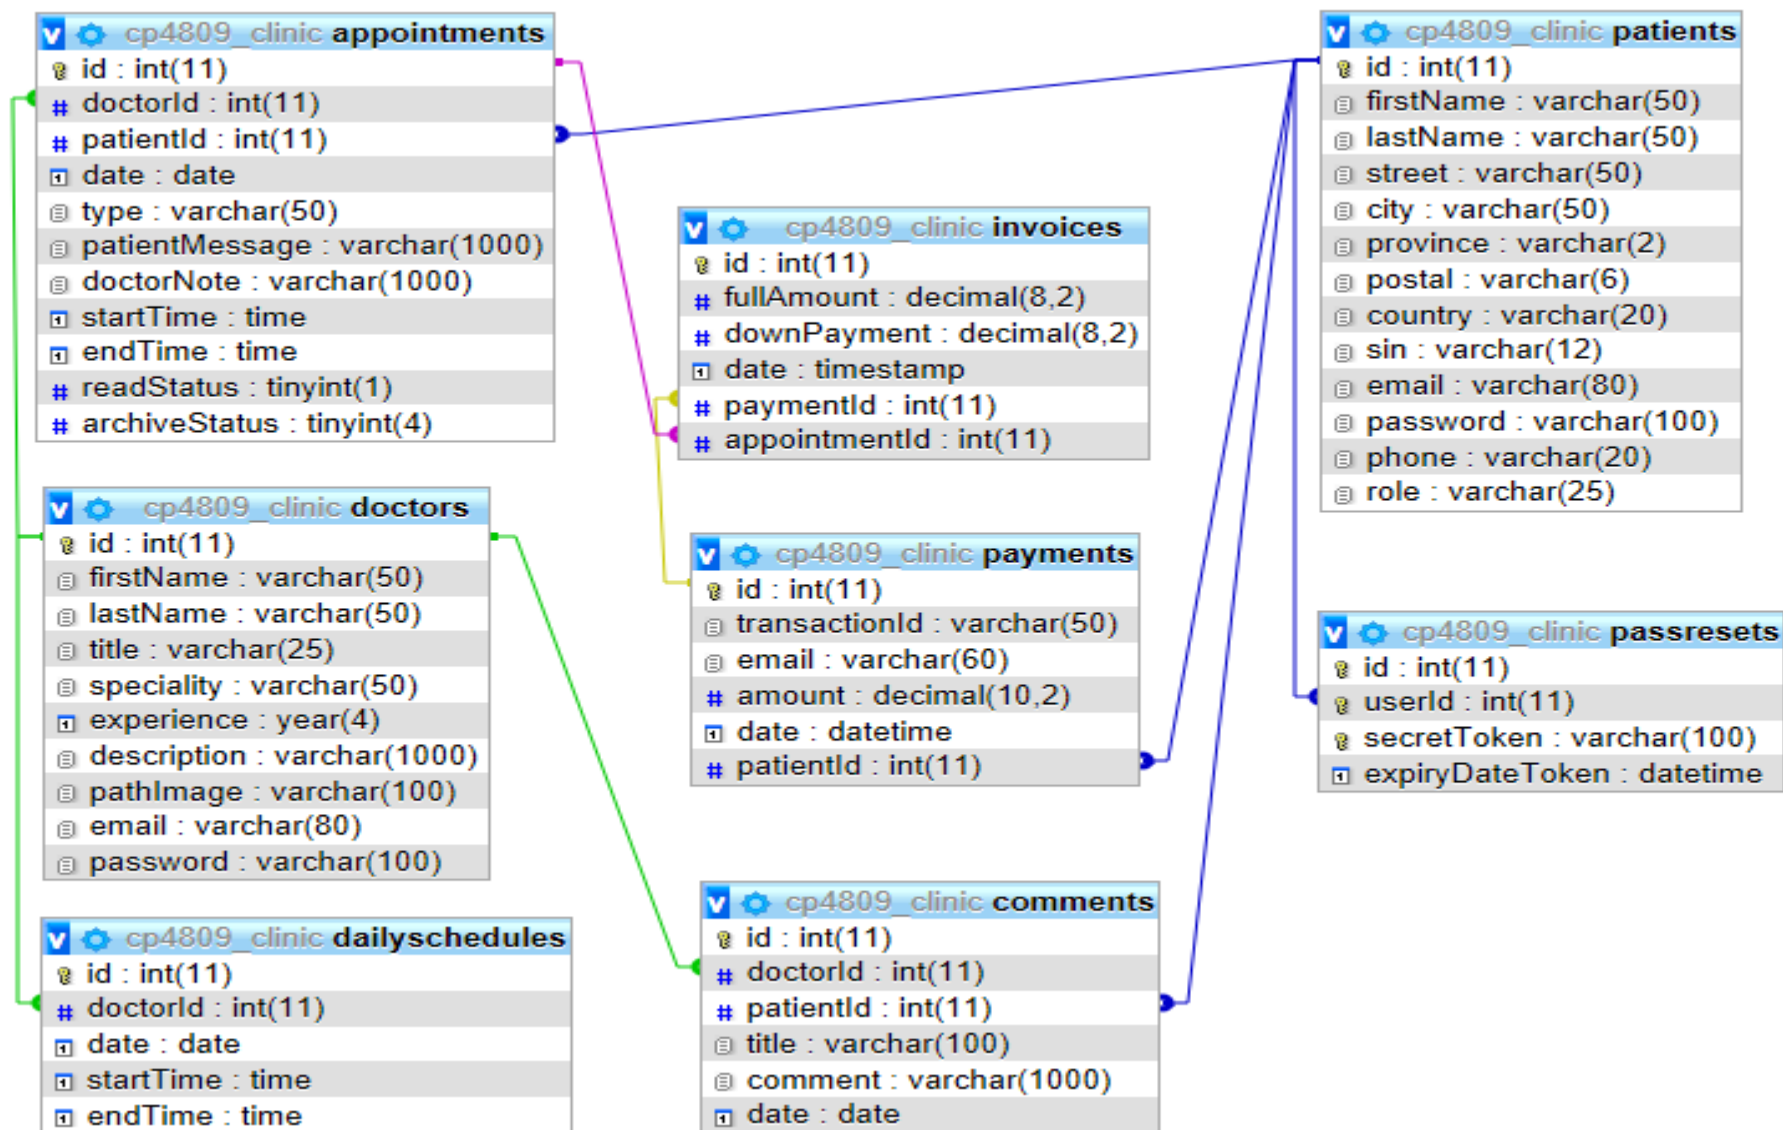 cp4809_clinic appointments
id : int(11)
doctorId : int(11)
patientId : int(11)
date : date
type : varchar(50)
patientMessage : varchar(1000)
doctorNote : varchar(1000)
startTime : time
endTime : time
readStatus : tinyint(1)
archiveStatus : tinyint(4)
cp4809_clinic doctors
id : int(11)
firstName : varchar(50)
lastName : varchar(50)
title : varchar(25)
speciality : varchar(50)
experience : year(4)
description : varchar(1000)
pathImage : varchar(100)
email : varchar(80)
password : varchar(100)
cp4809_clinic dailyschedules
id : int(11)
doctorId : int(11)
date : date
startTime : time
endTime : time
cp4809_clinic invoices
id : int(11)
fullAmount : decimal(8,2)
downPayment : decimal(8,2)
date : timestamp
paymentId : int(11)
appointmentId : int(11)
cp4809_clinic payments
id : int(11)
transactionId : varchar(50)
email : varchar(60)
amount : decimal(10,2)
date : datetime
patientId : int(11)
cp4809_clinic comments
id : int(11)
doctorId : int(11)
patientId : int(11)
title : varchar(100)
comment : varchar(1000)
date : date
cp4809_clinic patients
id : int(11)
firstName : varchar(50)
lastName : varchar(50)
street : varchar(50)
city : varchar(50)
province : varchar(2)
postal : varchar(6)
country : varchar(20)
sin : varchar(12)
email : varchar(80)
password : varchar(100)
phone : varchar(20)
role : varchar(25)
cp4809_clinic passresets
id : int(11)
userId : int(11)
secretToken : varchar(100)
expiryDateToken : datetime